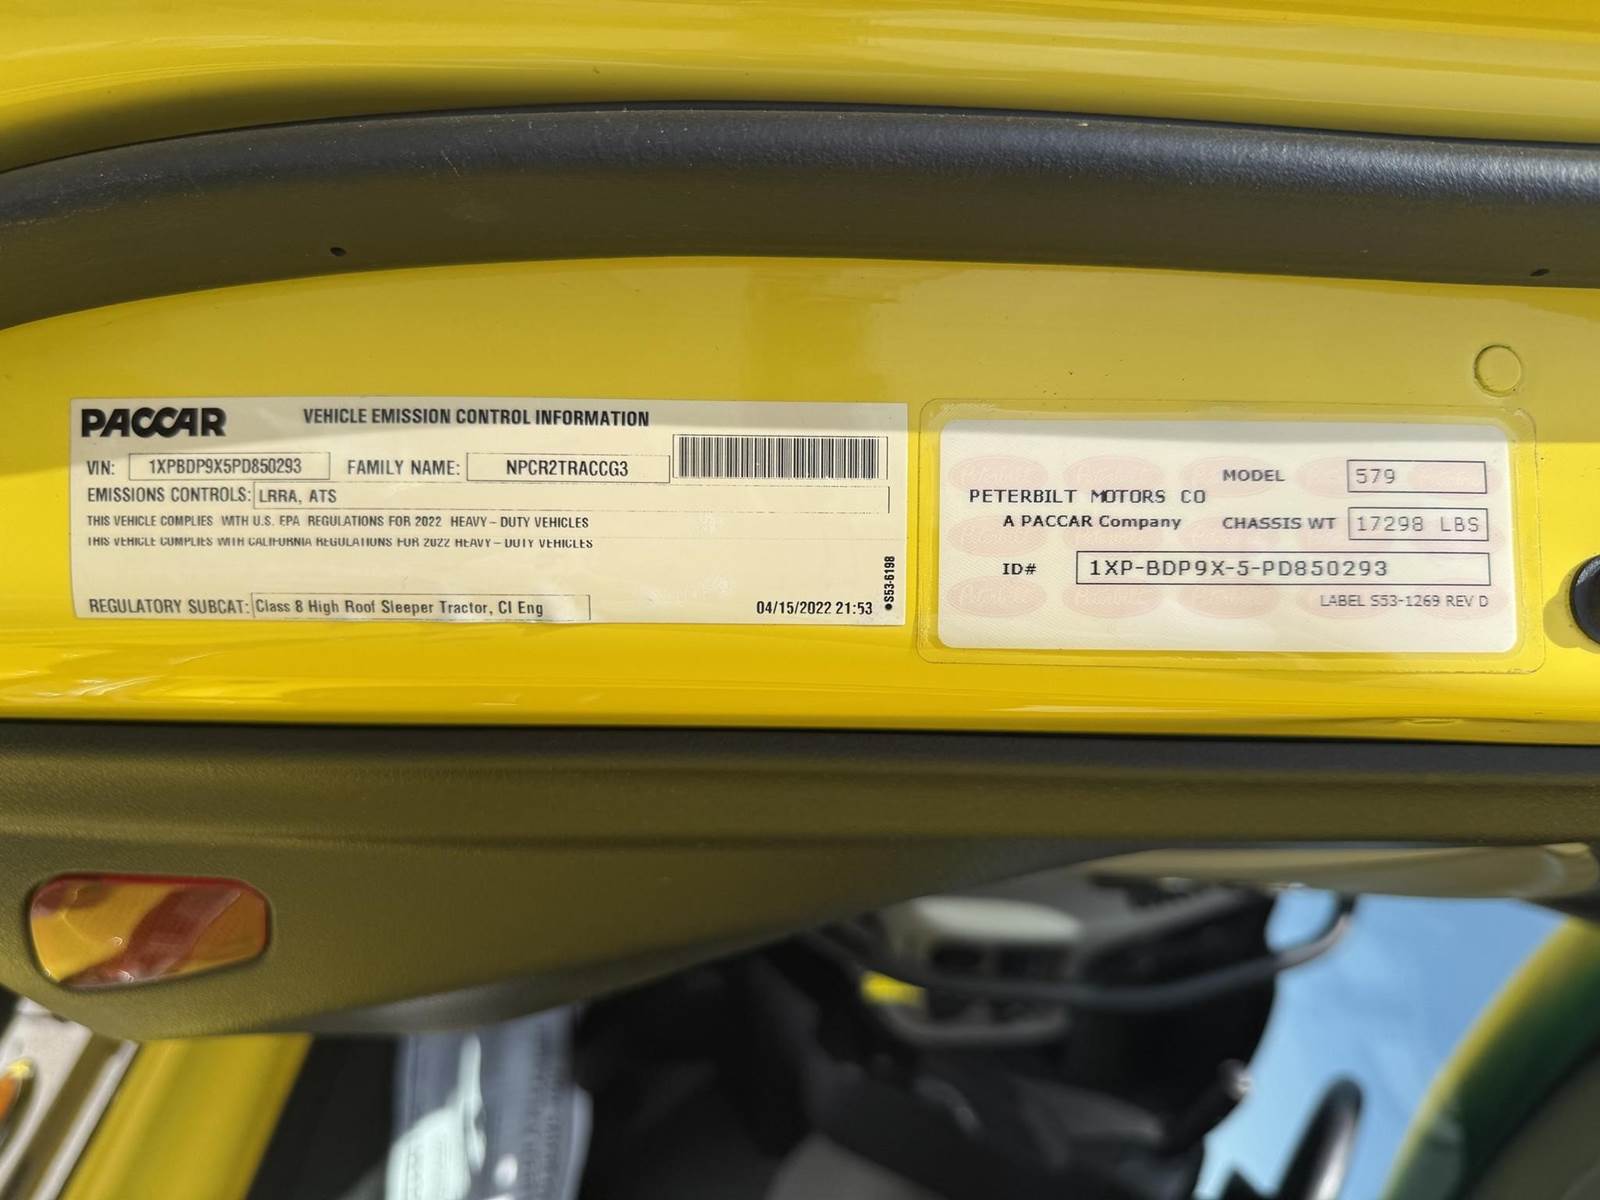 PACCAR VEHICLE EMISSION CONTROL INFORMATION
VIN: 1XPBDP9X5PD850293 FAMILY NAME: NPCR2TRACCG3
EMISSIONS CONTROLS: LRRA, ATS
THIS VEHICLE COMPLIES WITH U.S. EPA REGULATIONS FOR 2022 HEAVY-DUTY VEHICLES
THIS VEHICLE COMPLIES WITH CALIFORNIA REGULATIONS FOR 2022 HEAVY-DUTY VEHICLES
REGULATORY SUBCAT: Class 8 High Roof Sleeper Tractor, CI Eng
04/15/2022 21:53
●S53-6198
MODEL 579
PETERBILT MOTORS CO
A PACCAR Company CHASSIS WT 17298 LBS
ID# 1XP-BDP9X-5-PD850293
LABEL S53-1269 REV D